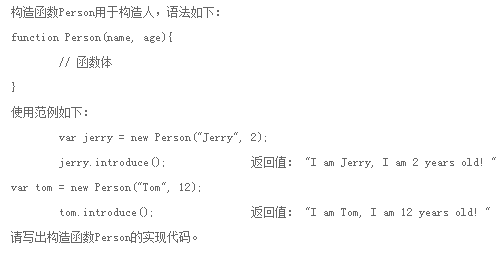 构造函数Person用于构造人，语法如下：
function Person(name, age){
// 函数体
}
使用范例如下：
var jerry = new Person("Jerry", 2);
jerry.introduce(); 返回值： "I am Jerry, I am 2 years old! "
var tom = new Person("Tom", 12);
tom.introduce(); 返回值： "I am Tom, I am 12 years old! "
请写出构造函数Person的实现代码。